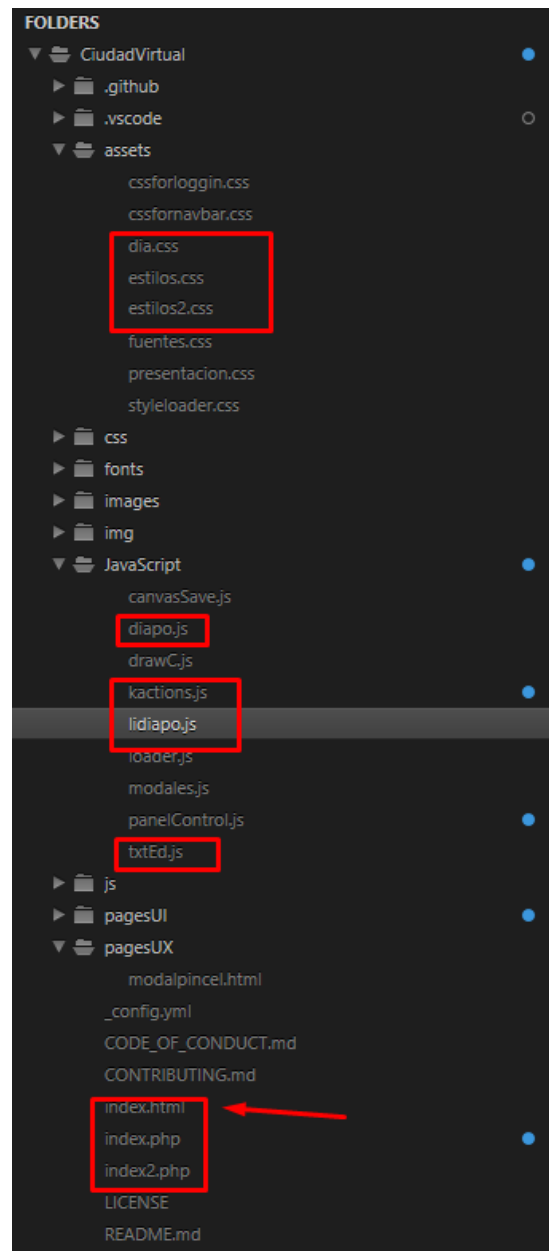 FOLDERS
CiudadVirtual
.github
.vscode
assets
cssforloggin.css
cssfornavbar.css
dia.css
estilos.css
estilos2.css
fuentes.css
presentacion.css
styleloader.css
css
fonts
images
img
JavaScript
canvasSave.js
diapo.js
drawC.js
kactions.js
lidiapo.js
loader.js
modales.js
panelControl.js
txtEd.js
js
pagesUI
pagesUX
modalpincel.html
_config.yml
CODE_OF_CONDUCT.md
CONTRIBUTING.md
index.html
index.php
index2.php
LICENSE
README.md